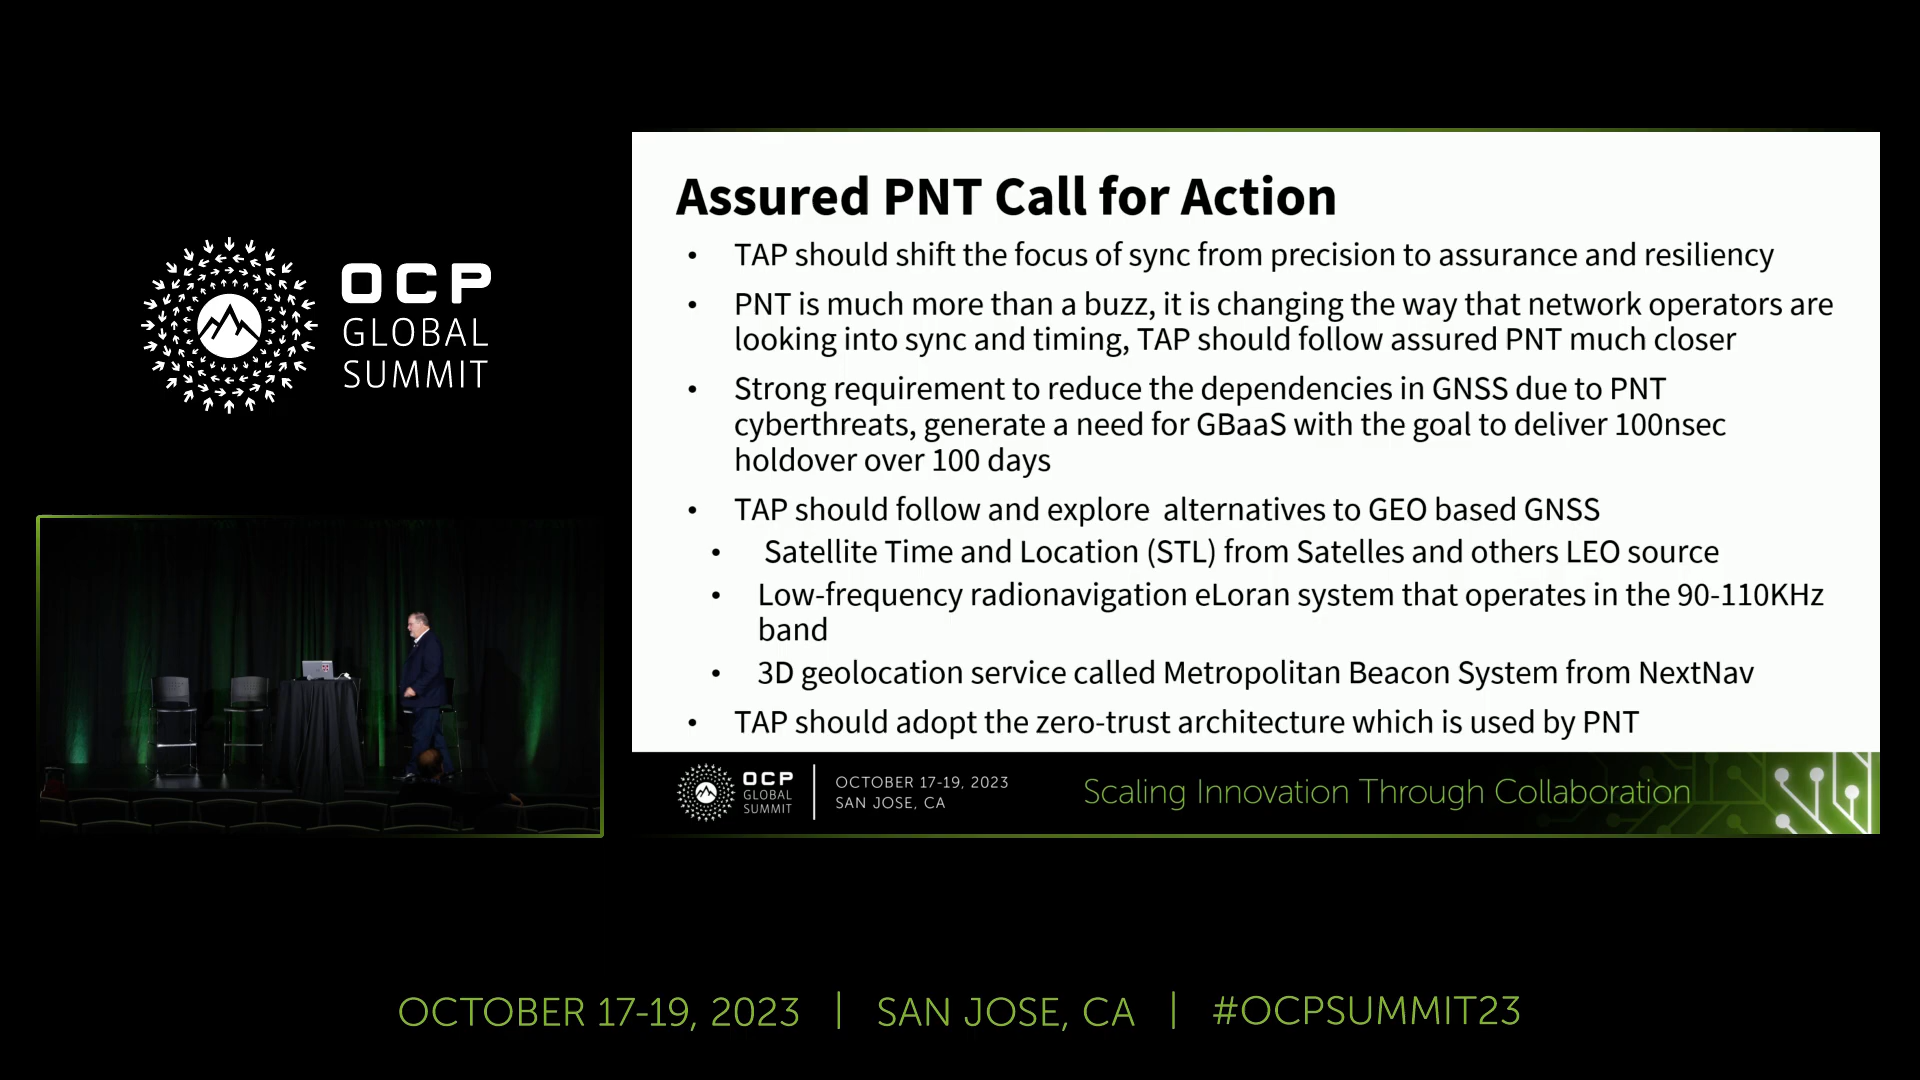 OCP
GLOBAL
SUMMIT
Assured PNT Call for Action
• TAP should shift the focus of sync from precision to assurance and resiliency
• PNT is much more than a buzz, it is changing the way that network operators are
looking into sync and timing, TAP should follow assured PNT much closer
• Strong requirement to reduce the dependencies in GNSS due to PNT
cyberthreats, generate a need for GBaaS with the goal to deliver 100nsec
holdover over 100 days
• TAP should follow and explore  alternatives to GEO based GNSS
• Satellite Time and Location (STL) from Satelles and others LEO source
• Low-frequency radionavigation eLoran system that operates in the 90-110KHz
band
• 3D geolocation service called Metropolitan Beacon System from NextNav
• TAP should adopt the zero-trust architecture which is used by PNT
OCP
GLOBAL
SUMMIT
OCTOBER 17-19, 2023
SAN JOSE, CA
Scaling Innovation Through Collaboration
OCTOBER 17-19, 2023 | SAN JOSE, CA | #OCPSUMMIT23